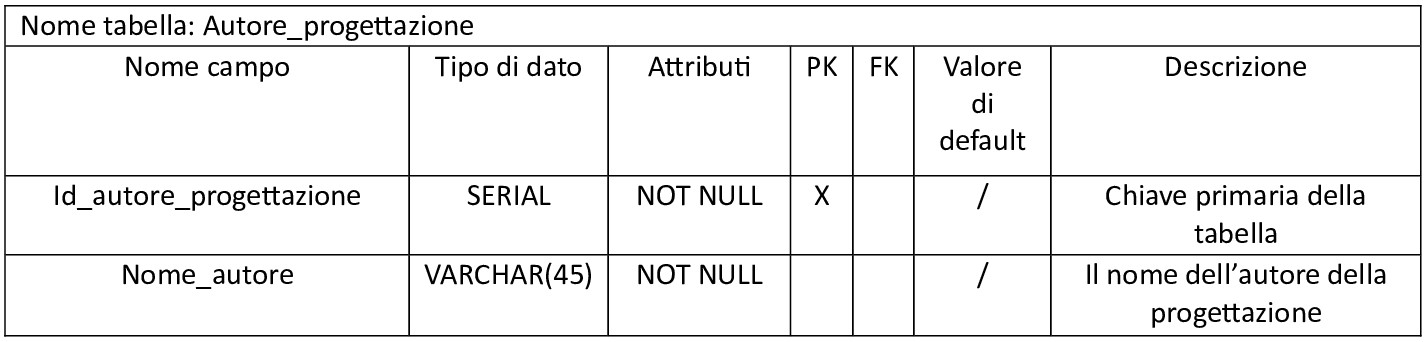 Nome tabella: Autore_progettazione
Nome campo Tipo di dato Attributi PK FK Valore di default Descrizione
Id_autore_progettazione SERIAL NOT NULL X / Chiave primaria della tabella
Nome_autore VARCHAR(45) NOT NULL / Il nome dell’autore della progettazione